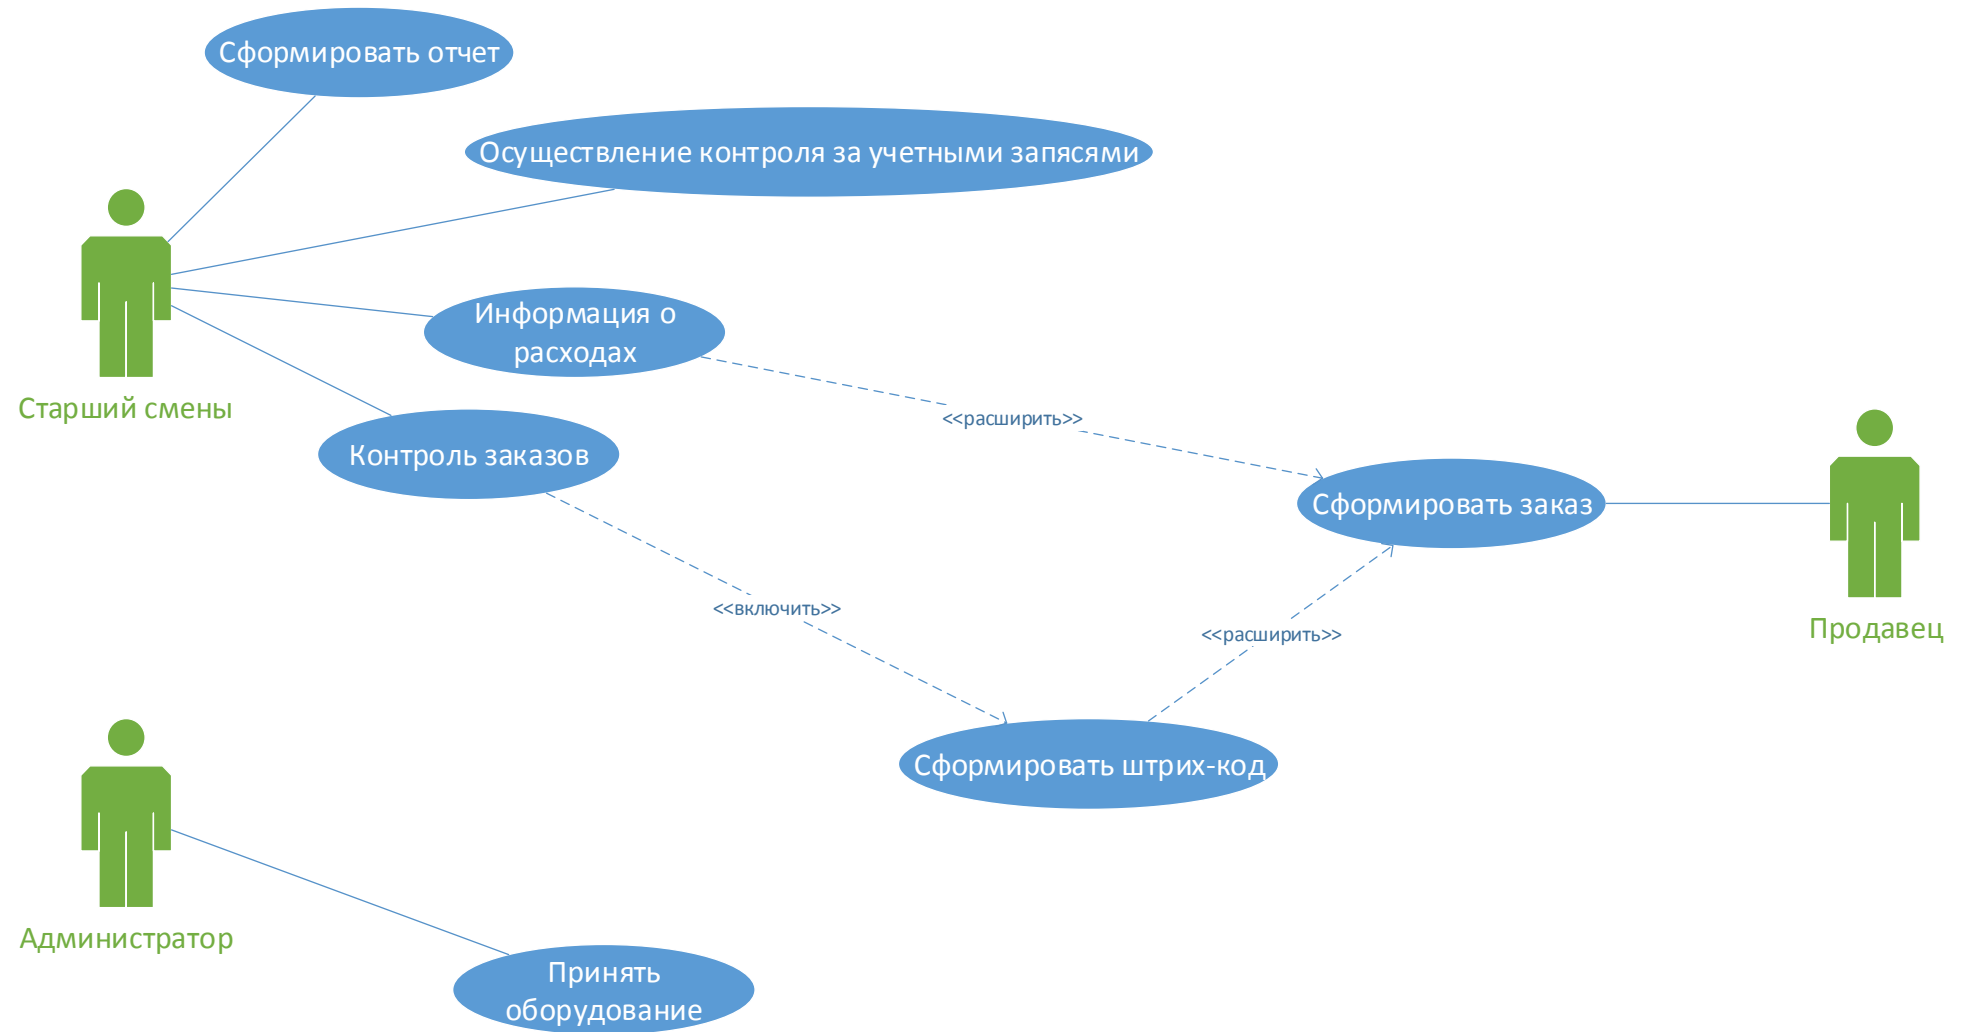 Сформировать отчет
Осуществление контроля за учетными запясями
Информация о
расходах
Старший смены
<<расширить>>
Контроль заказов
Сформировать заказ
<<включить>>
<<расширить>>
Продавец
Сформировать штрих-код
Администратор
Принять
оборудование